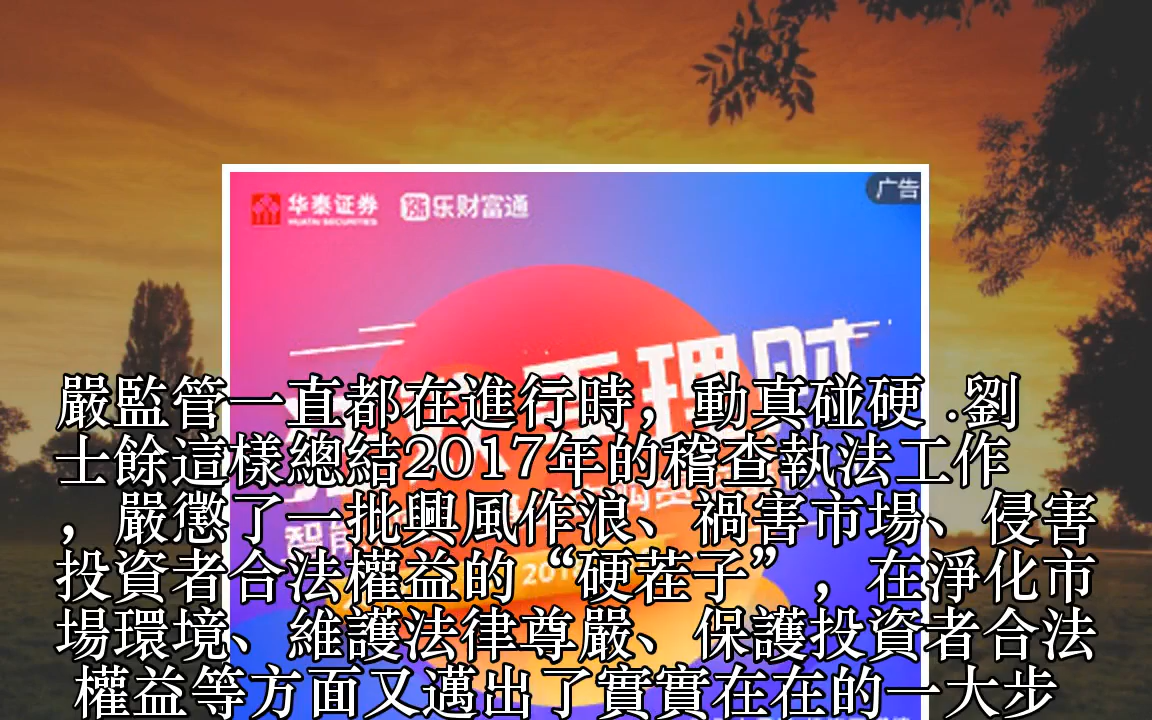 华泰证券 涨乐财富通
HUATAI SECURITIES
广告
理财
嚴監管一直都在進行時，動真碰硬 .劉
士餘這樣總結2017年的稽查執法工作
，嚴懲了一批興風作浪、禍害市場、侵害
投資者合法權益的“硬茬子”，在淨化市
場環境、維護法律尊嚴、保護投資者合法
權益等方面又邁出了實實在在的一大步